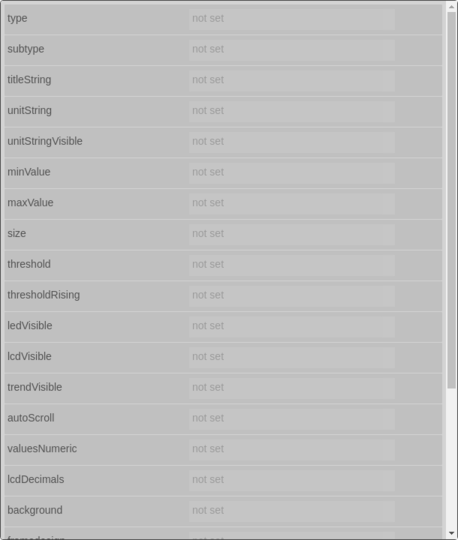 type not set
subtype not set
titleString not set
unitString not set
unitStringVisible not set
minValue not set
maxValue not set
size not set
threshold not set
thresholdRising not set
ledVisible not set
lcdVisible not set
trendVisible not set
autoScroll not set
valuesNumeric not set
lcdDecimals not set
background not set